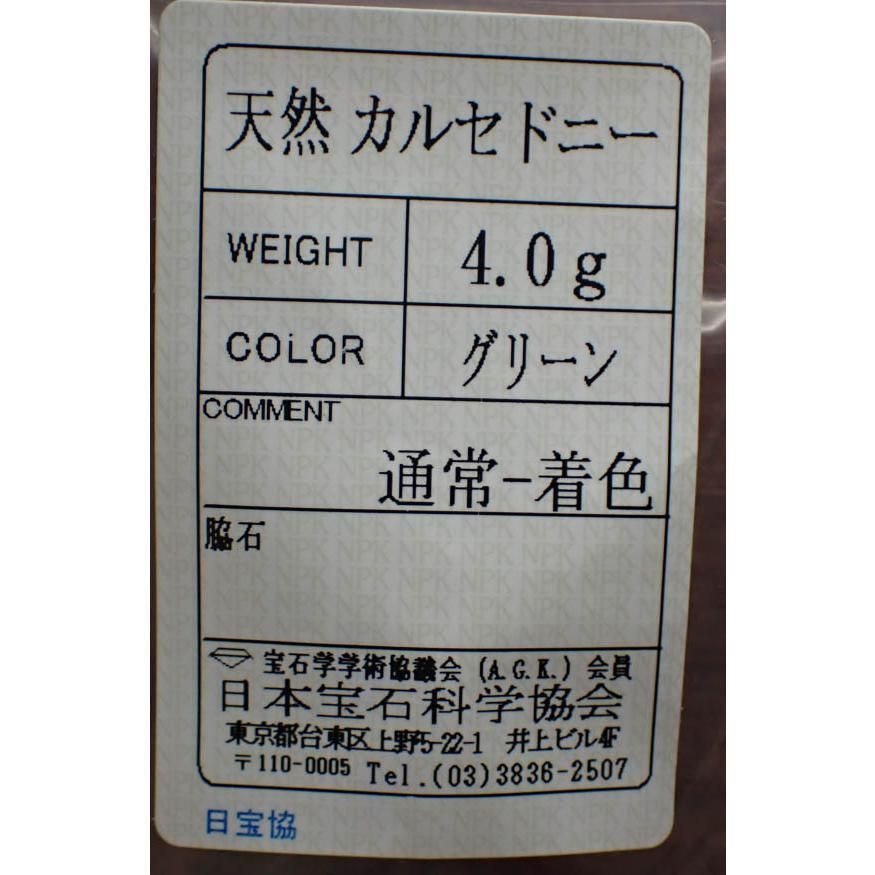 天然 カルセドニー
WEIGHT 4.0g
COLOR グリーン
COMMENT
通常-着色
脇石
宝石学学術協議会 (A.G.K.) 会員
日本宝石科学協会
東京都台東区上野5-22-1 井上ビル4F
〒110-0005 Tel.(03)3836-2507
日宝協